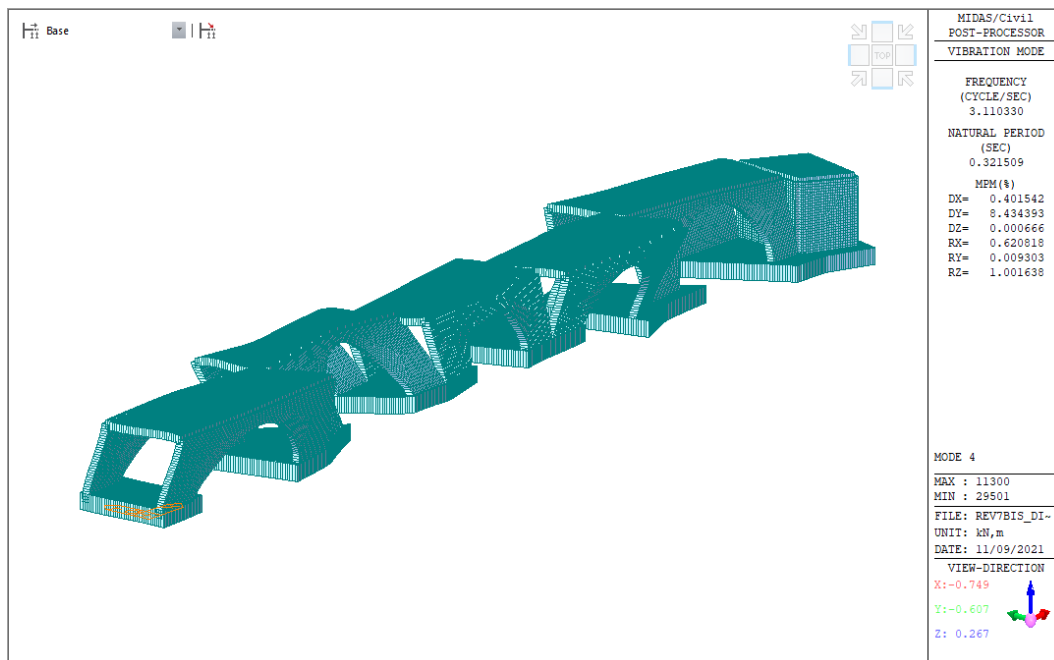 Base
TOP
MIDAS/Civil
POST-PROCESSOR
VIBRATION MODE
FREQUENCY
(CYCLE/SEC)
3.110330
NATURAL PERIOD
(SEC)
0.321509
MPM(%)
DX= 0.401542
DY= 8.434393
DZ= 0.000666
RX= 0.620818
RY= 0.009303
RZ= 1.001638
MODE 4
MAX : 11300
MIN : 29501
FILE: REV7BIS_DI~
UNIT: kN,m
DATE: 11/09/2021
VIEW-DIRECTION
X:-0.749
Y:-0.607
Z: 0.267